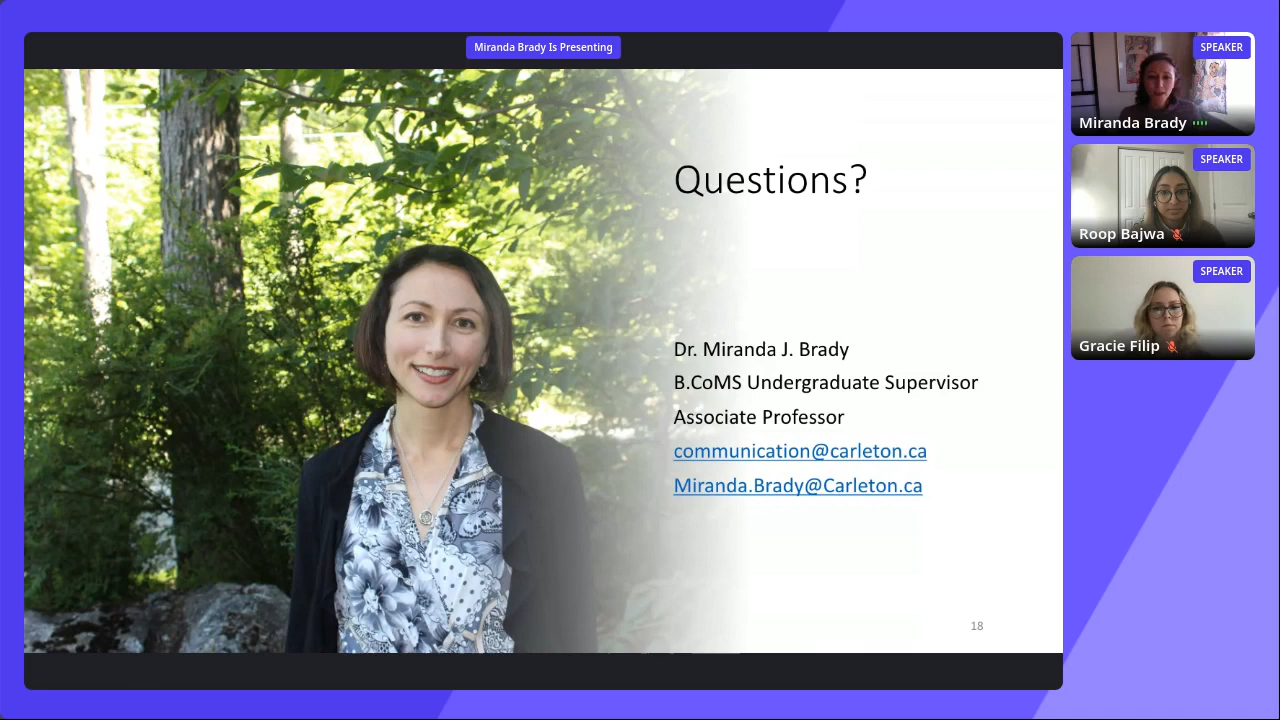 Miranda Brady Is Presenting
Questions?
Dr. Miranda J. Brady
B.CoMS Undergraduate Supervisor
Associate Professor
communication@carleton.ca
Miranda.Brady@Carleton.ca
18
SPEAKER
Miranda Brady
SPEAKER
Roop Bajwa
SPEAKER
Gracie Filip